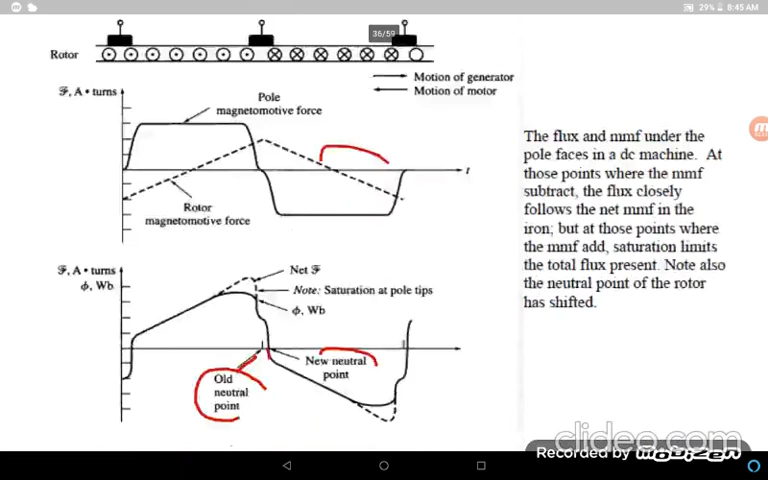 29% 8:45 AM
36/59
Rotor
Motion of generator
Motion of motor
ℱ, A • turns
Pole
magnetomotive force
t
Rotor
magnetomotive force
ℱ, A • turns
ϕ, Wb
Net ℱ
Note: Saturation at pole tips
ϕ, Wb
New neutral
point
Old
neutral
point
The flux and mmf under the
pole faces in a dc machine. At
those points where the mmf
subtract, the flux closely
follows the net mmf in the
iron; but at those points where
the mmf add, saturation limits
the total flux present. Note also
the neutral point of the rotor
has shifted.
clideo.com
Recorded by mobizen